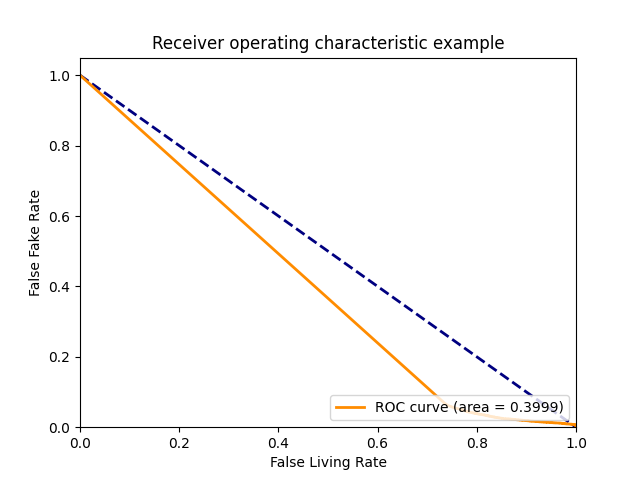 Receiver operating characteristic example
1.0
0.8
0.6
0.4
0.2
0.0
False Fake Rate
ROC curve (area = 0.3999)
0.0 0.2 0.4 0.6 0.8 1.0
False Living Rate